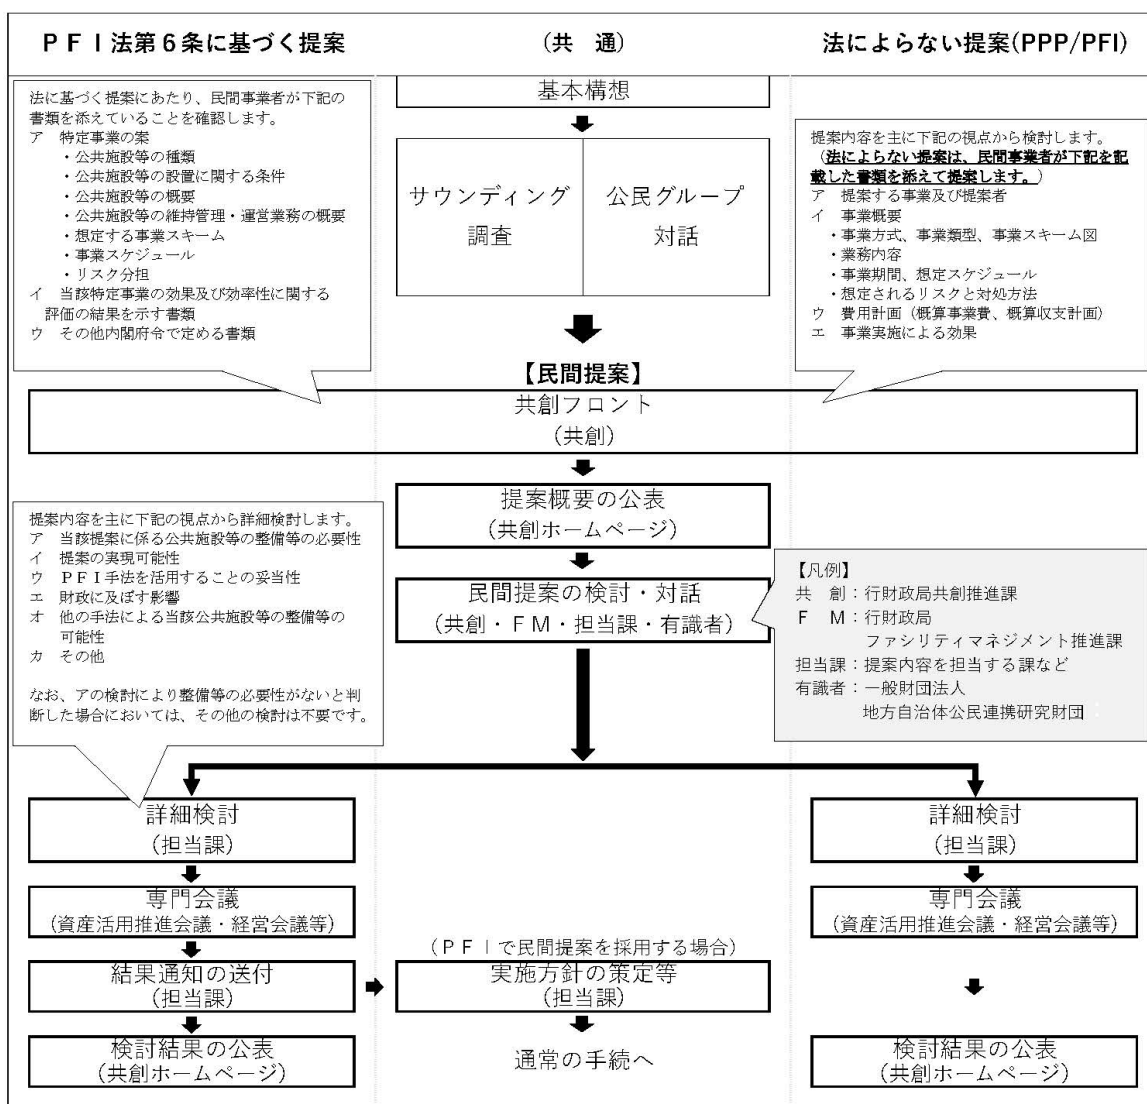 ＰＦＩ法第６条に基づく提案
(共　通)
法によらない提案(PPP/PFI)
法に基づく提案にあたり、民間事業者が下記の
書類を添えていることを確認します。
ア　特定事業の案
・公共施設等の種類
・公共施設等の設置に関する条件
・公共施設等の概要
・公共施設等の維持管理・運営業務の概要
・想定する事業スキーム
・事業スケジュール
・リスク分担
イ　当該特定事業の効果及び効率性に関する
評価の結果を示す書類
ウ　その他内閣府令で定める書類
基本構想
サウンディング
調査
公民グループ
対話
提案内容を主に下記の視点から検討します。
（法によらない提案は、民間事業者が下記を記
載した書類を添えて提案します。）
ア　提案する事業及び提案者
イ　事業概要
・事業方式、事業類型、事業スキーム図
・業務内容
・事業期間、想定スケジュール
・想定されるリスクと対処方法
ウ　費用計画（概算事業費、概算収支計画）
エ　事業実施による効果
【民間提案】
共創フロント
(共創)
提案概要の公表
(共創ホームページ)
民間提案の検討・対話
(共創・ＦＭ・担当課・有識者)
提案内容を主に下記の視点から詳細検討します。
ア　当該提案に係る公共施設等の整備等の必要性
イ　提案の実現可能性
ウ　ＰＦＩ手法を活用することの妥当性
エ　財政に及ぼす影響
オ　他の手法による当該公共施設等の整備等の
可能性
カ　その他
なお、アの検討により整備等の必要性がないと判
断した場合においては、その他の検討は不要です。
【凡例】
共　創：行財政局共創推進課
Ｆ　Ｍ：行財政局
ファシリティマネジメント推進課
担当課：提案内容を担当する課など
有識者：一般財団法人
地方自治体公民連携研究財団
詳細検討
(担当課)
専門会議
(資産活用推進会議・経営会議等)
結果通知の送付
(担当課)
検討結果の公表
(共創ホームページ)
(ＰＦＩで民間提案を採用する場合)
実施方針の策定等
(担当課)
通常の手続へ
詳細検討
(担当課)
専門会議
(資産活用推進会議・経営会議等)
検討結果の公表
(共創ホームページ)